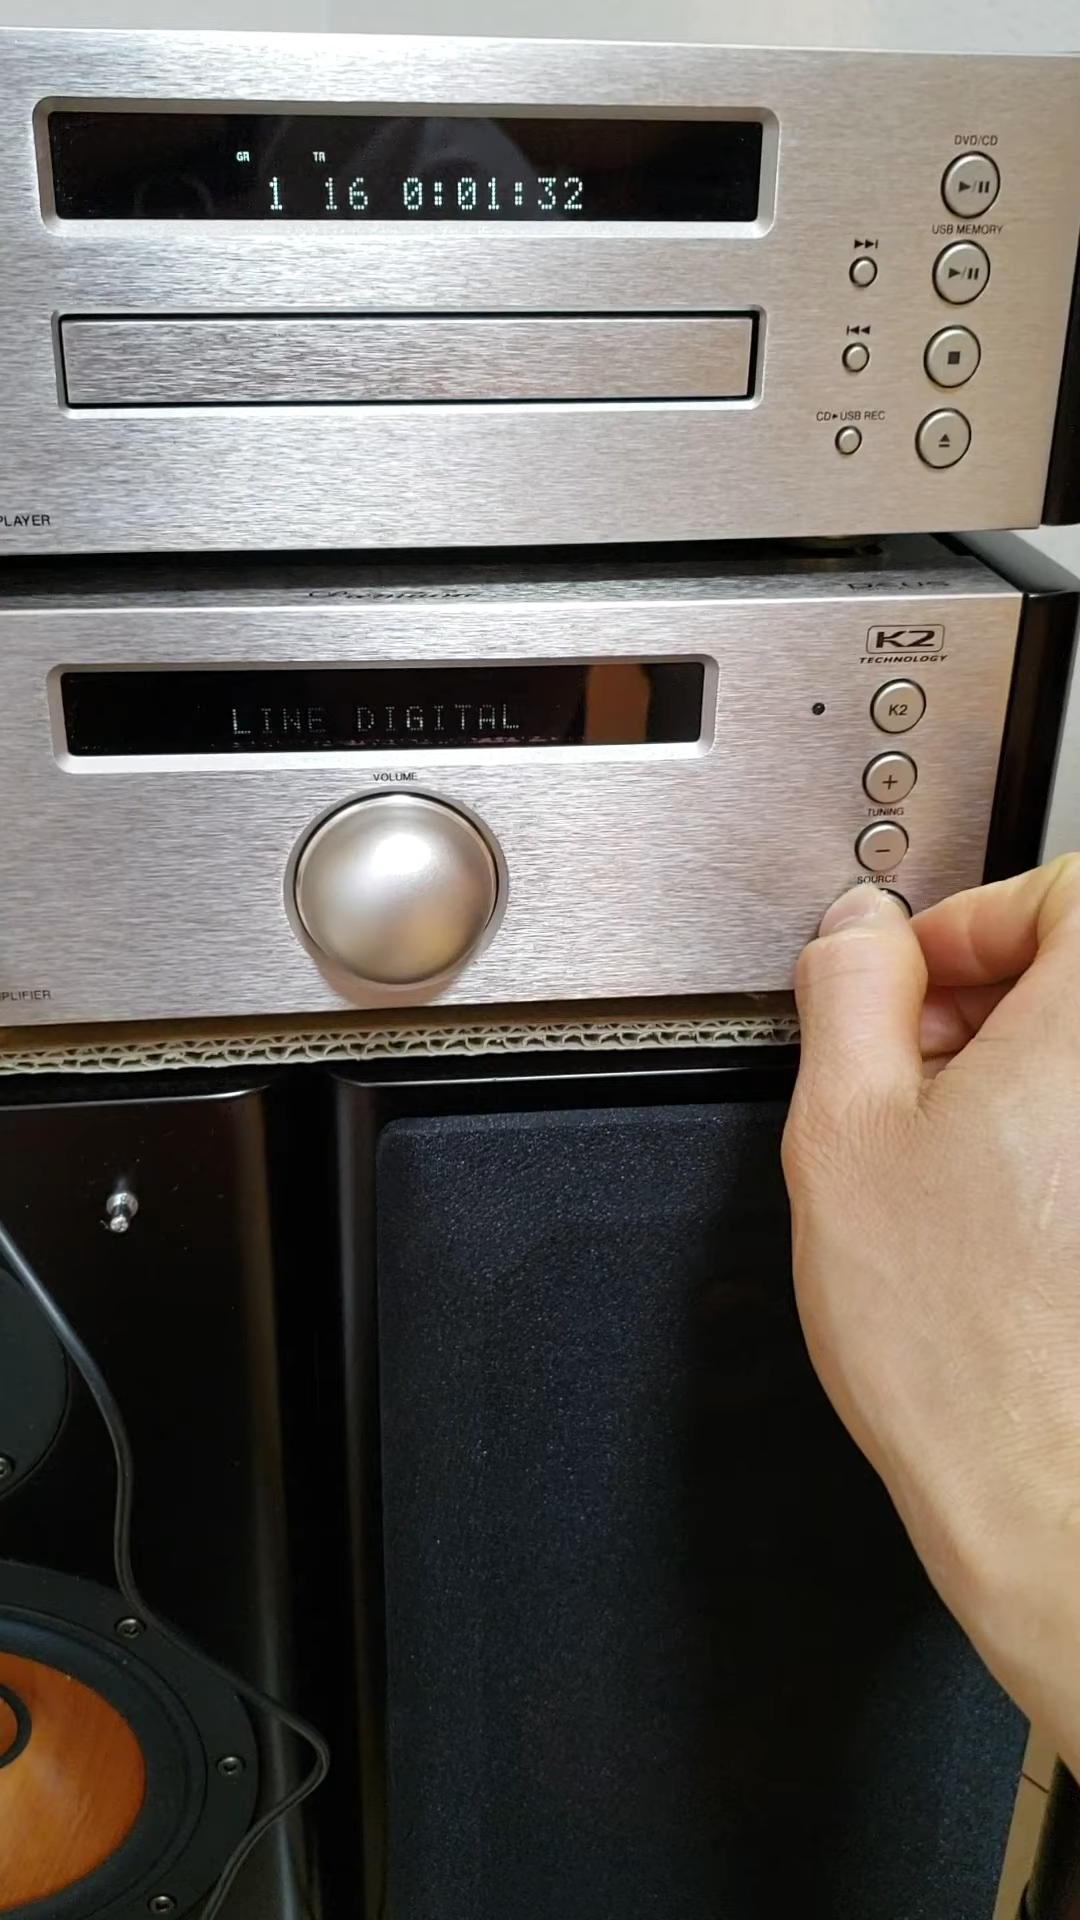 GR TR
1 16 0:01:32
DVD/CD
USB MEMORY
CD▸USB REC
PLAYER
K2
TECHNOLOGY
K2
LINE DIGITAL
VOLUME
TUNING
SOURCE
PLIFIER